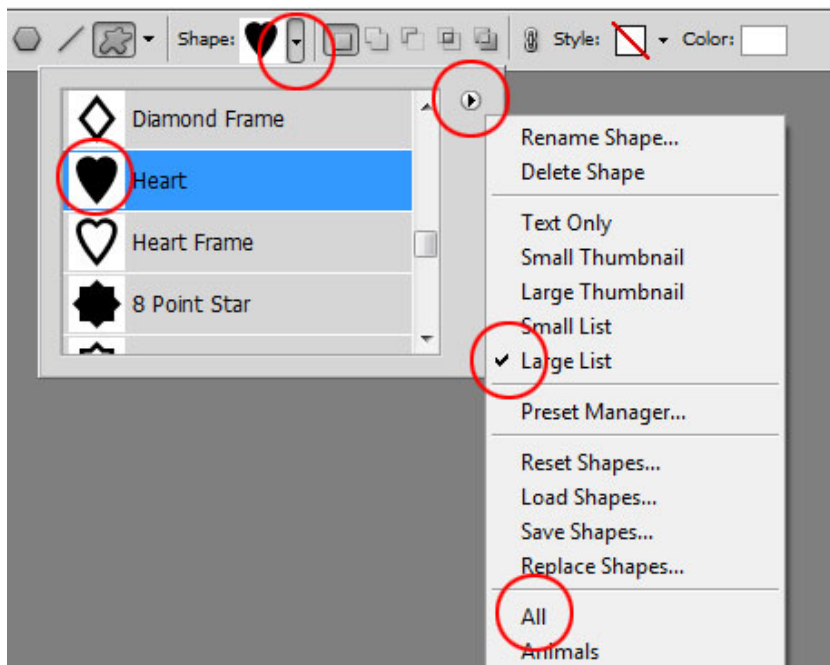 Shape: Style: Color:
Diamond Frame
Heart
Heart Frame
8 Point Star
Rename Shape...
Delete Shape
Text Only
Small Thumbnail
Large Thumbnail
Small List
Large List
Preset Manager...
Reset Shapes...
Load Shapes...
Save Shapes...
Replace Shapes...
All
Animals